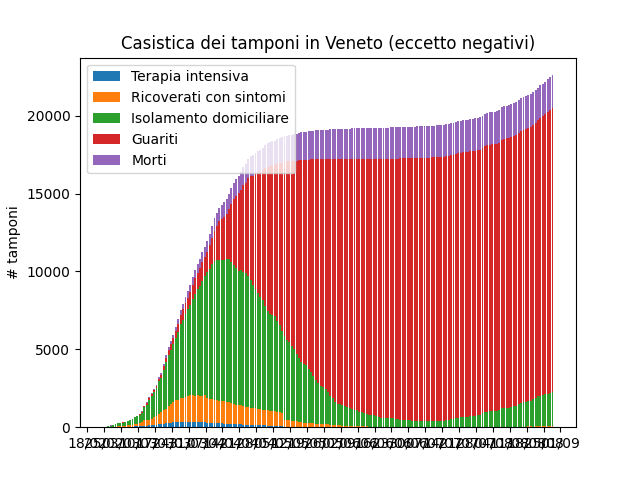 Casistica dei tamponi in Veneto (eccetto negativi)
Terapia intensiva
Ricoverati con sintomi
Isolamento domiciliare
Guariti
Morti
# tamponi
20000
15000
10000
5000
0